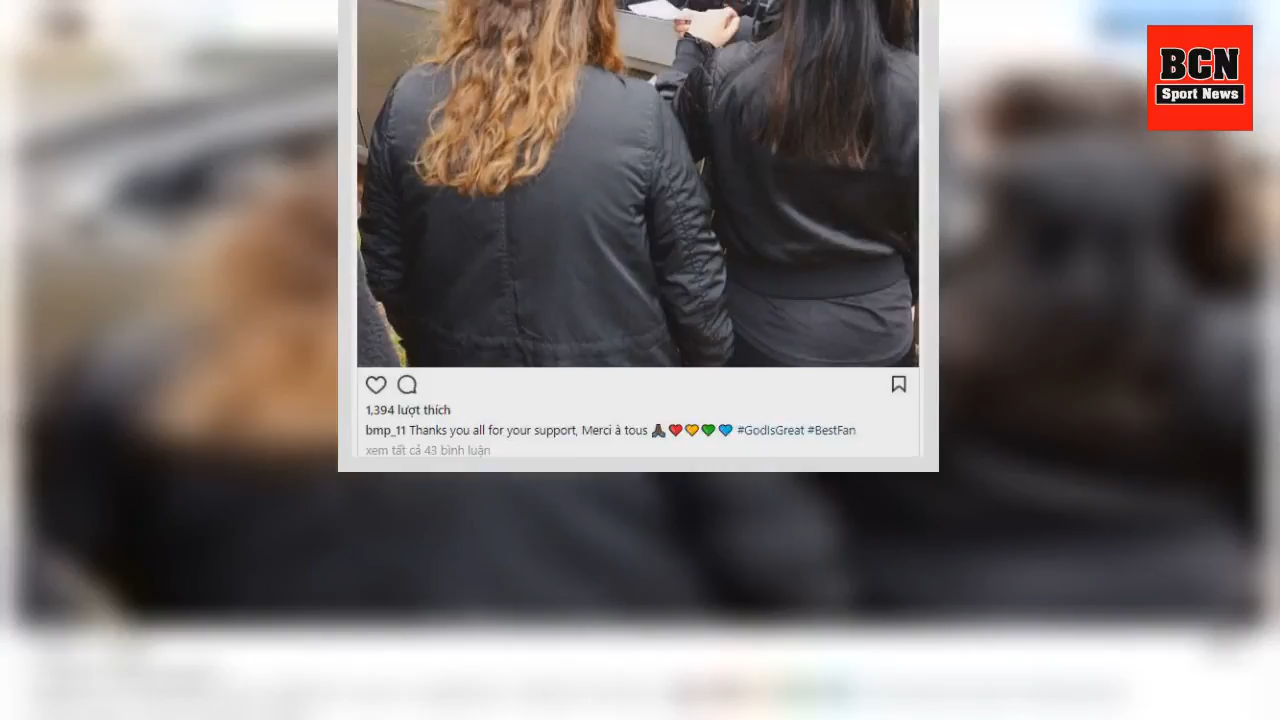 BCN
Sport News
1,394 lượt thích
bmp_11 Thanks you all for your support, Merci à tous 🙏🏿❤️💛💚💙 #GodIsGreat #BestFan
xem tất cả 43 bình luận